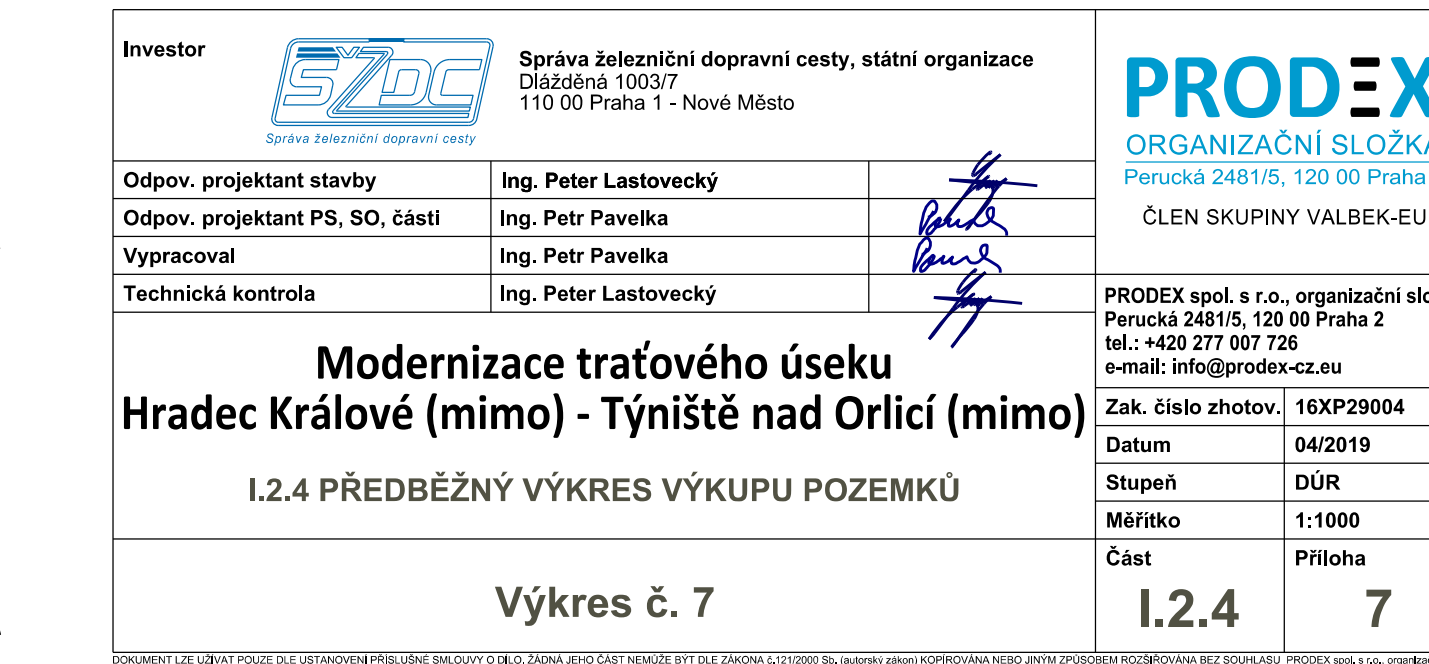 Investor
SŽDC
Správa železniční dopravní cesty
Správa železniční dopravní cesty, státní organizace
Dlážděná 1003/7
110 00 Praha 1 - Nové Město
PRODEX
ORGANIZAČNÍ SLOŽKA
Perucká 2481/5, 120 00 Praha
ČLEN SKUPINY VALBEK-EU
Odpov. projektant stavby Ing. Peter Lastovecký
Odpov. projektant PS, SO, části Ing. Petr Pavelka
Vypracoval Ing. Petr Pavelka
Technická kontrola Ing. Peter Lastovecký
PRODEX spol. s r.o., organizační slo
Perucká 2481/5, 120 00 Praha 2
tel.: +420 277 007 726
e-mail: info@prodex-cz.eu
Modernizace traťového úseku
Hradec Králové (mimo) - Týniště nad Orlicí (mimo)
I.2.4 PŘEDBĚŽNÝ VÝKRES VÝKUPU POZEMKŮ
Zak. číslo zhotov. 16XP29004
Datum 04/2019
Stupeň DÚR
Měřítko 1:1000
Část Příloha
I.2.4 7
Výkres č. 7
DOKUMENT LZE UŽÍVAT POUZE DLE USTANOVENÍ PŘÍSLUŠNÉ SMLOUVY O DÍLO. ŽÁDNÁ JEHO ČÁST NEMŮŽE BÝT DLE ZÁKONA č.121/2000 Sb. (autorský zákon) KOPÍROVÁNA NEBO JINÝM ZPŮSOBEM ROZŠIŘOVÁNA BEZ SOUHLASU PRODEX spol. s r.o., organizač